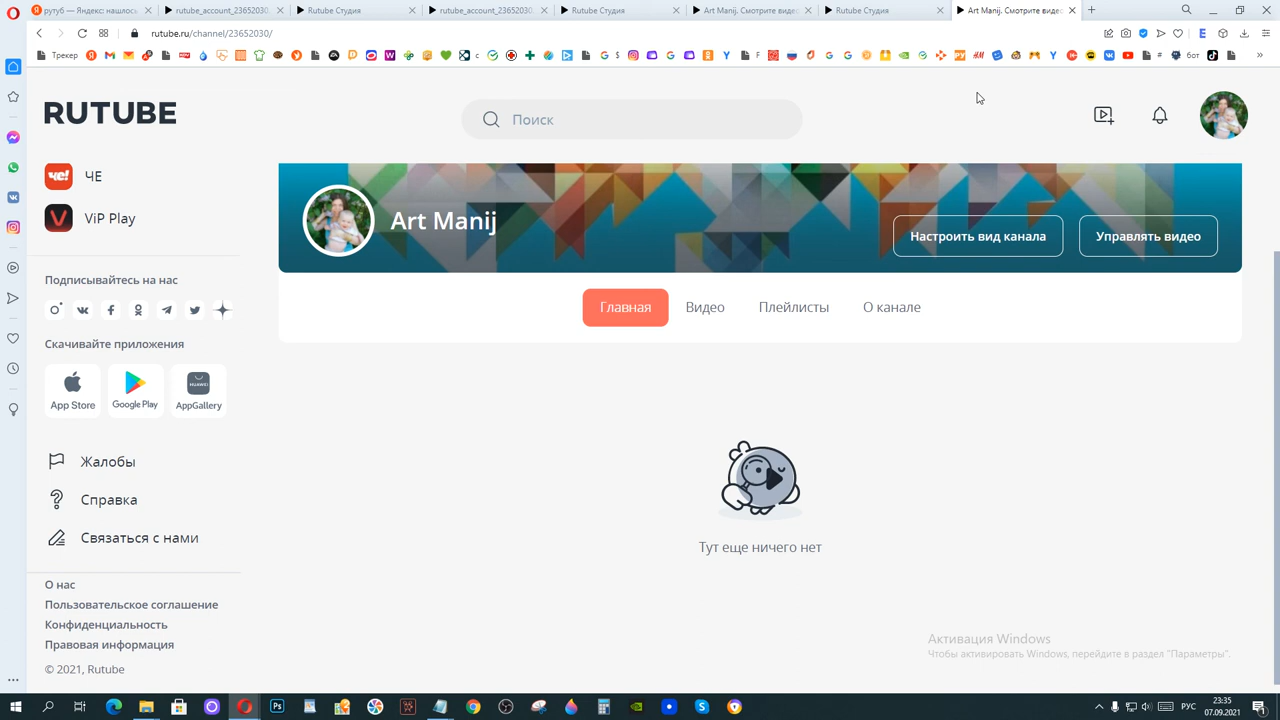 рутуб — Яндекс: нашлось
rutube_account_23652030.
Rutube Студия
rutube_account_23652030.
Rutube Студия
Art Manij. Смотрите видео
Rutube Студия
Art Manij. Смотрите видео
rutube.ru/channel/23652030/
Трекер
бот
RUTUBE
Поиск
че!
ЧЕ
V
ViP Play
Art Manij
Настроить вид канала
Управлять видео
Подписывайтесь на нас
Главная
Видео
Плейлисты
О канале
Скачивайте приложения
App Store
Google Play
HUAWEI
AppGallery
Жалобы
Справка
Связаться с нами
Тут еще ничего нет
О нас
Пользовательское соглашение
Конфиденциальность
Правовая информация
© 2021, Rutube
Активация Windows
Чтобы активировать Windows, перейдите в раздел "Параметры".
Ps
РУС
23:35
07.09.2021